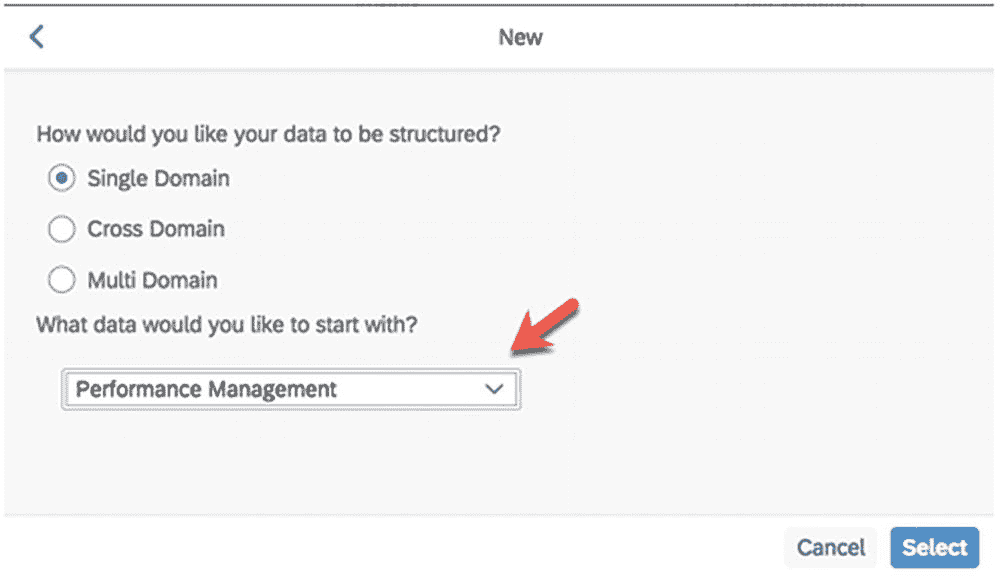 New
How would you like your data to be structured?
Single Domain
Cross Domain
Multi Domain
What data would you like to start with?
Performance Management
Cancel Select